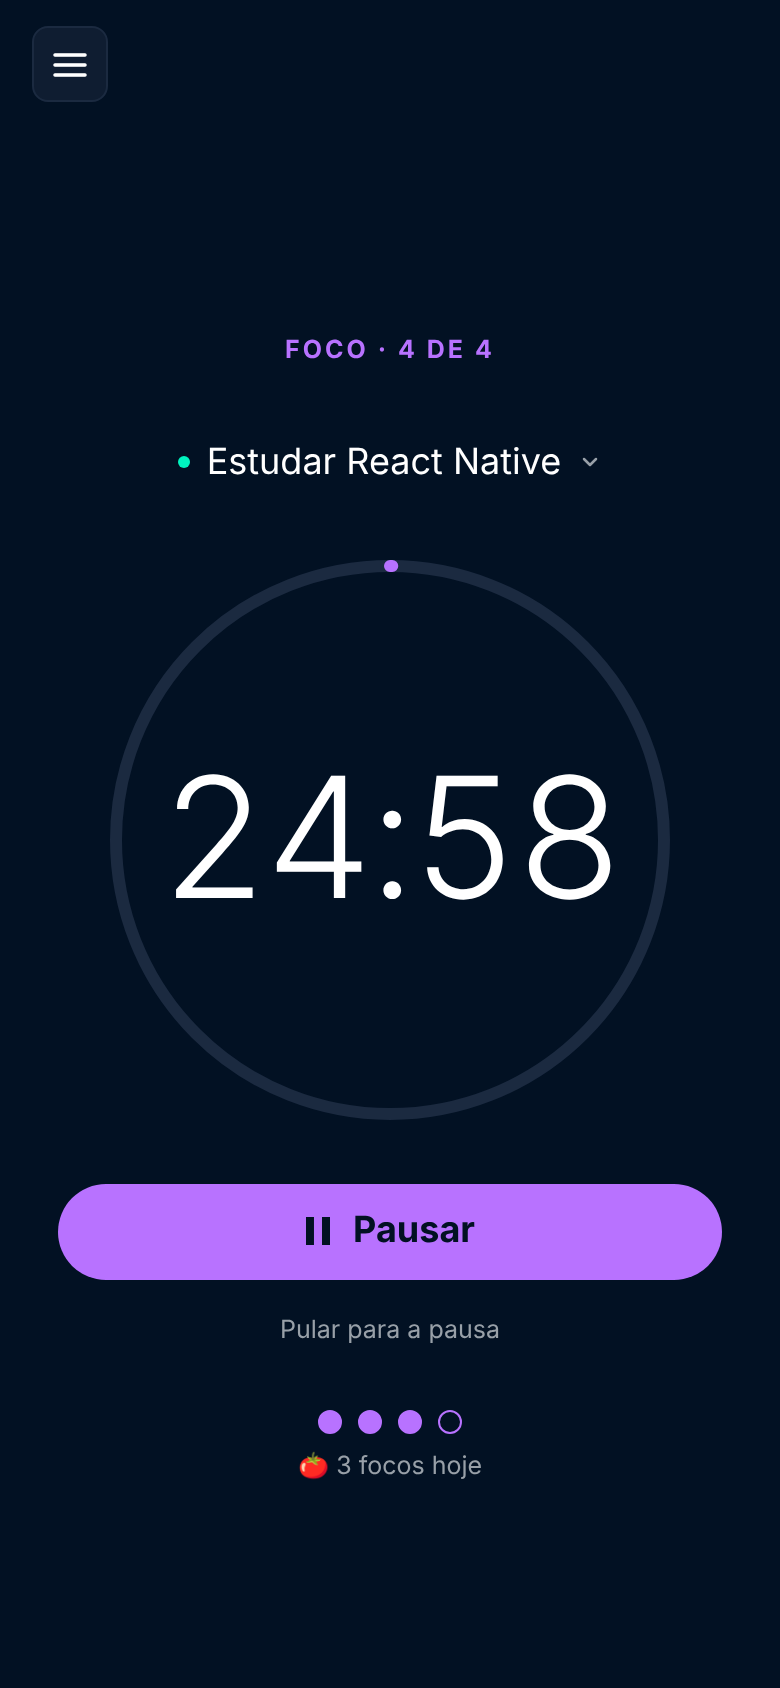 FOCO · 4 DE 4
Estudar React Native
24:58
Pausar
Pular para a pausa
🍅 3 focos hoje